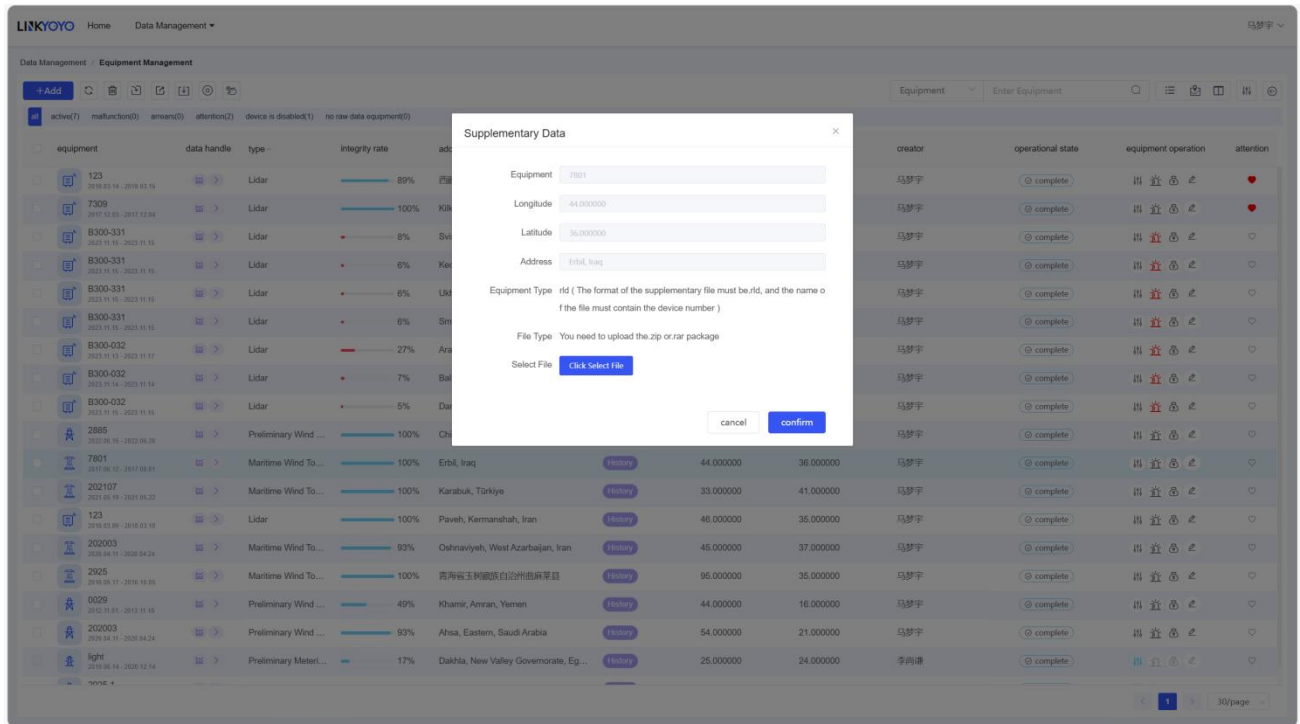 LINKYOYO Home Data Management 马梦宇
Data Management / Equipment Management
+Add Equipment Enter Equipment
all active(7) malfunction(0) arrears(0) attention(2) device is disabled(1) no raw data equipment(0)
equipment data handle type integrity rate creator operational state equipment operation attention
Supplementary Data
Equipment 7801
Longitude 44.000000
Latitude 36.000000
Address Erbil, Iraq
Equipment Type rld ( The format of the supplementary file must be.rld, and the name o
f the file must contain the device number )
File Type You need to upload the.zip or.rar package
Select File Click Select File
cancel confirm
123 Lidar 89% 马梦宇 complete
7309 Lidar 100% 马梦宇 complete
B300-331 Lidar 8% 马梦宇 complete
B300-331 Lidar 6% 马梦宇 complete
B300-331 Lidar 6% 马梦宇 complete
B300-331 Lidar 6% 马梦宇 complete
B300-032 Lidar 27% 马梦宇 complete
B300-032 Lidar 7% 马梦宇 complete
B300-032 Lidar 5% 马梦宇 complete
2885 Preliminary Wind ... 100% 马梦宇 complete
7801 Maritime Wind To... 100% Erbil, Iraq History 44.000000 36.000000 马梦宇 complete
202107 Maritime Wind To... 100% Karabuk, Türkiye History 33.000000 41.000000 马梦宇 complete
123 Lidar 100% Paveh, Kermanshah, Iran History 46.000000 35.000000 马梦宇 complete
202003 Maritime Wind To... 93% Oshnaviyeh, West Azarbaijan, Iran History 45.000000 37.000000 马梦宇 complete
2925 Maritime Wind To... 100% 青海省玉树藏族自治州曲麻莱县 History 95.000000 35.000000 马梦宇 complete
0029 Preliminary Wind ... 49% Khamir, Amran, Yemen History 44.000000 16.000000 马梦宇 complete
202003 Preliminary Wind ... 93% Ahsa, Eastern, Saudi Arabia History 54.000000 21.000000 马梦宇 complete
light Preliminary Meteri... 17% Dakhla, New Valley Governorate, Eg... History 25.000000 24.000000 李尚谦 complete
1 30/page